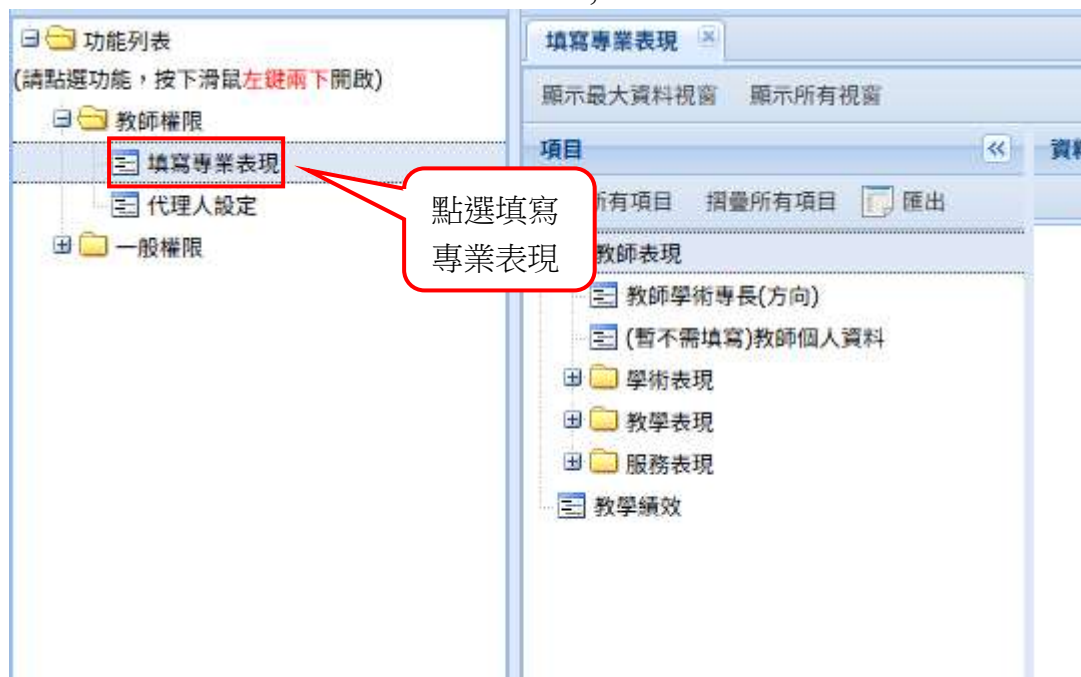 功能列表
(請點選功能，按下滑鼠左鍵兩下開啟)
教師權限
填寫專業表現
代理人設定
一般權限
點選填寫
專業表現
填寫專業表現
顯示最大資料視窗 顯示所有視窗
項目
所有項目 摺疊所有項目 匯出
教師表現
教師學術專長(方向)
(暫不需填寫)教師個人資料
學術表現
教學表現
服務表現
教學績效